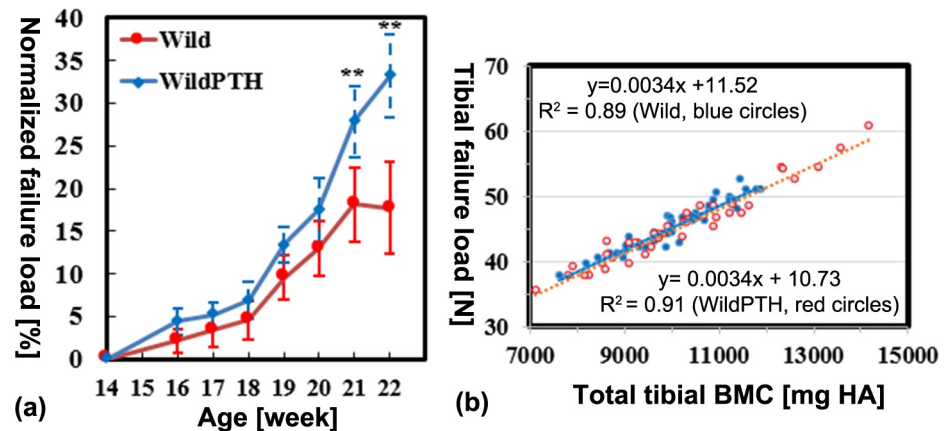 Normalized failure load [%]
40
35
30
25
20
15
10
5
0
Wild
WildPTH
**
**
14 15 16 17 18 19 20 21 22
Age [week]
(a)
Tibial failure load [N]
70
60
50
40
30
y=0.0034x +11.52
R² = 0.89 (Wild, blue circles)
y= 0.0034x + 10.73
R² = 0.91 (WildPTH, red circles)
7000 9000 11000 13000 15000
Total tibial BMC [mg HA]
(b)